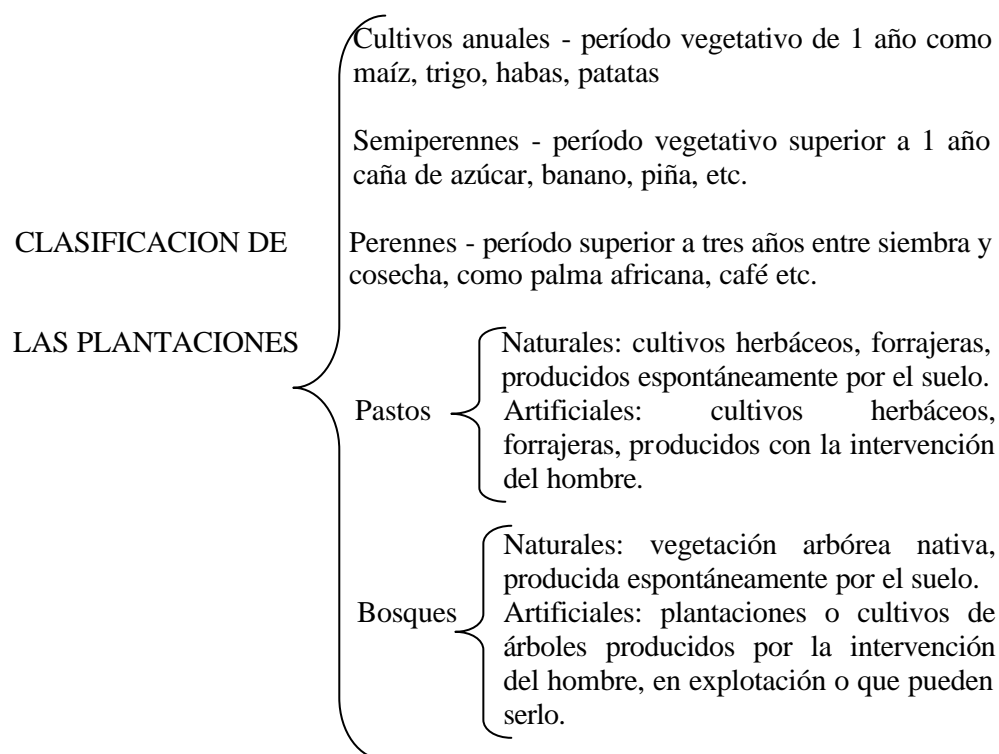 Cultivos anuales - período vegetativo de 1 año como
maíz, trigo, habas, patatas
Semiperennes - período vegetativo superior a 1 año
caña de azúcar, banano, piña, etc.
CLASIFICACION DE
Perennes - período superior a tres años entre siembra y
cosecha, como palma africana, café etc.
LAS PLANTACIONES
Pastos
Naturales: cultivos herbáceos, forrajeras,
producidos espontáneamente por el suelo.
Artificiales: cultivos herbáceos,
forrajeras, producidos con la intervención
del hombre.
Bosques
Naturales: vegetación arbórea nativa,
producida espontáneamente por el suelo.
Artificiales: plantaciones o cultivos de
árboles producidos por la intervención
del hombre, en explotación o que pueden
serlo.